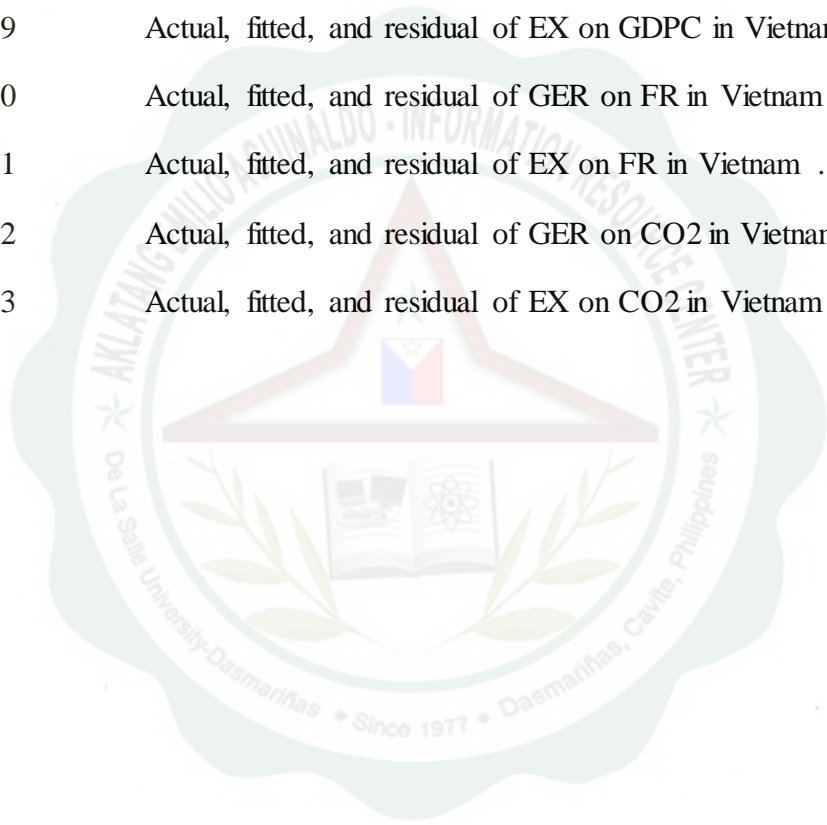 9 Actual, fitted, and residual of EX on GDPC in Vietnam
0 Actual, fitted, and residual of GER on FR in Vietnam
1 Actual, fitted, and residual of EX on FR in Vietnam .
2 Actual, fitted, and residual of GER on CO2 in Vietnam
3 Actual, fitted, and residual of EX on CO2 in Vietnam
AKLATANG EMILIO AGUINALDO - INFORMATION RESOURCE CENTER
De La Salle University-Dasmariñas • Since 1977 • Dasmariñas, Cavite, Philippines